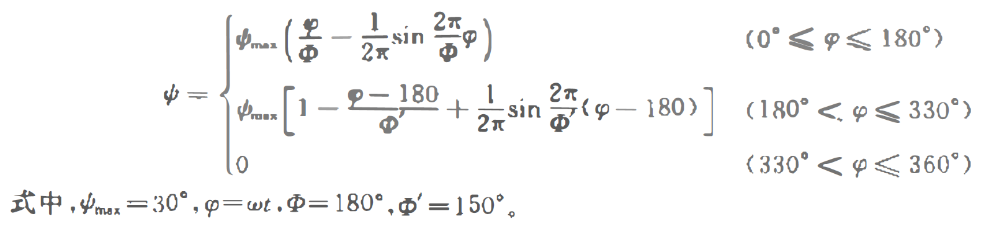 ψ = { ψmax (φ/Φ − 1/2π sin 2π/Φ φ) (0° ⩽ φ ⩽ 180°)
ψmax [1 − φ − 180/Φ′ + 1/2π sin 2π/Φ′ (φ − 180)] (180° < φ ⩽ 330°)
0 (330° < φ ⩽ 360°)
式中,ψmax = 30°,φ = ωt,Φ = 180°,Φ′ = 150°。